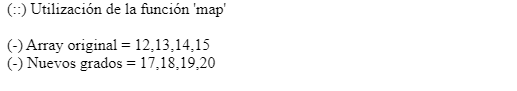 (::) Utilización de la función 'map'
(-) Array original = 12,13,14,15
(-) Nuevos grados = 17,18,19,20